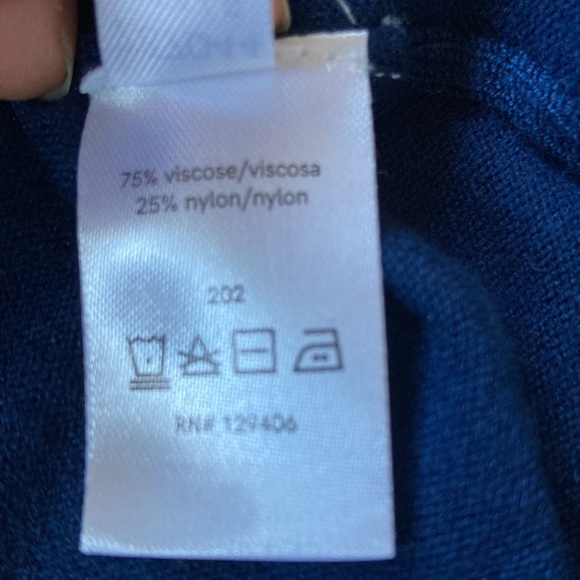 75% viscose/viscosa
25% nylon/nylon
202
RN# 129406